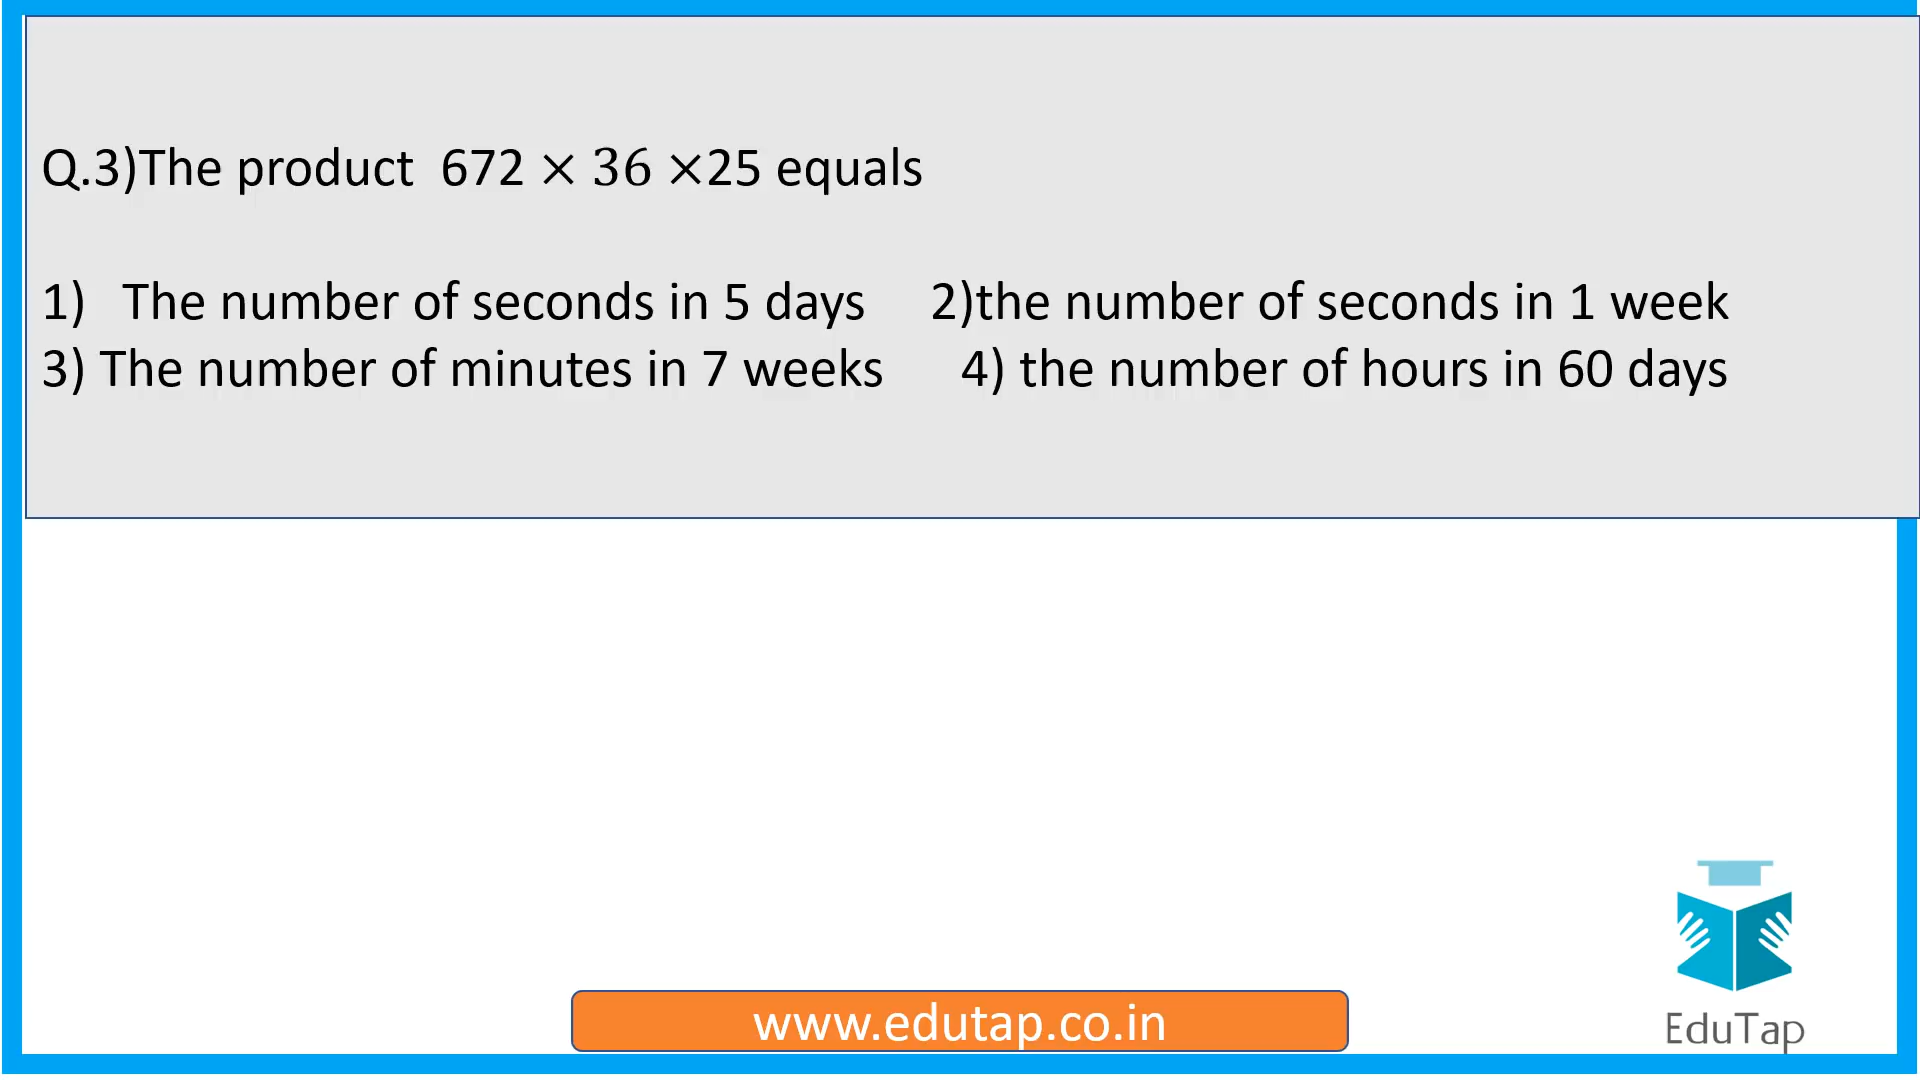 Q.3)The product 672 × 36 ×25 equals
1) The number of seconds in 5 days 2)the number of seconds in 1 week
3) The number of minutes in 7 weeks 4) the number of hours in 60 days
www.edutap.co.in
EduTap